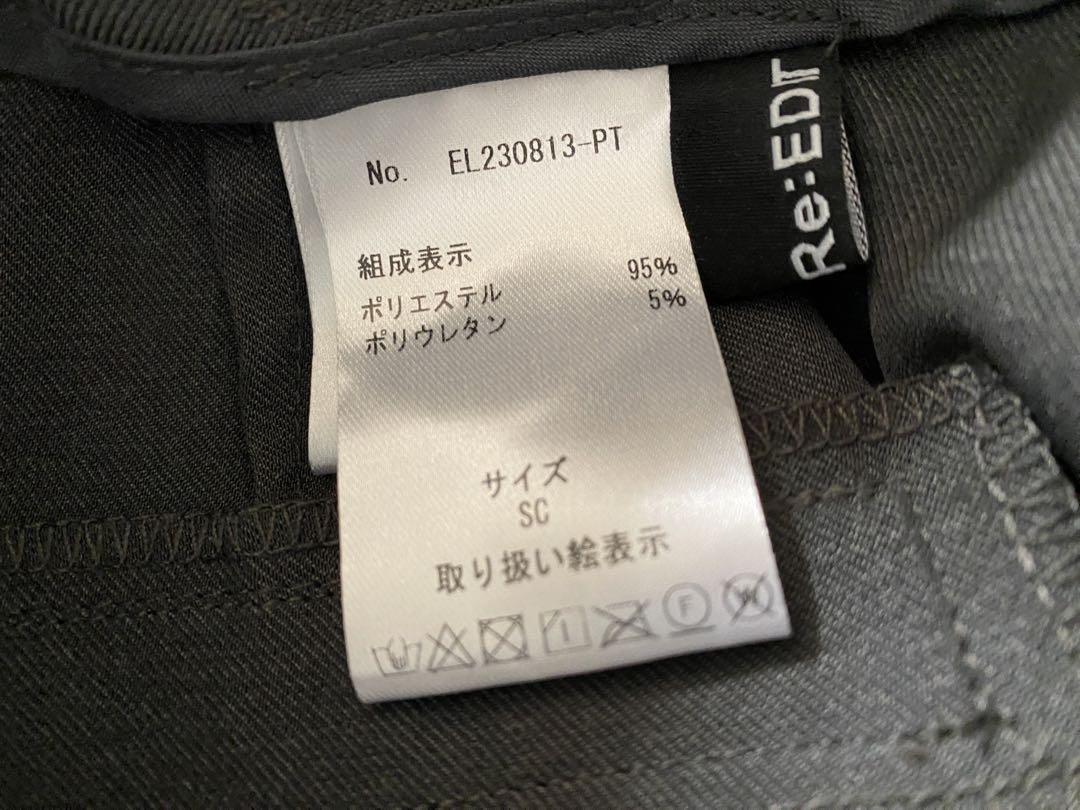 No. EL230813-PT
組成表示
ポリエステル 95%
ポリウレタン 5%
サイズ
SC
取り扱い絵表示
F
W
Re:EDIT